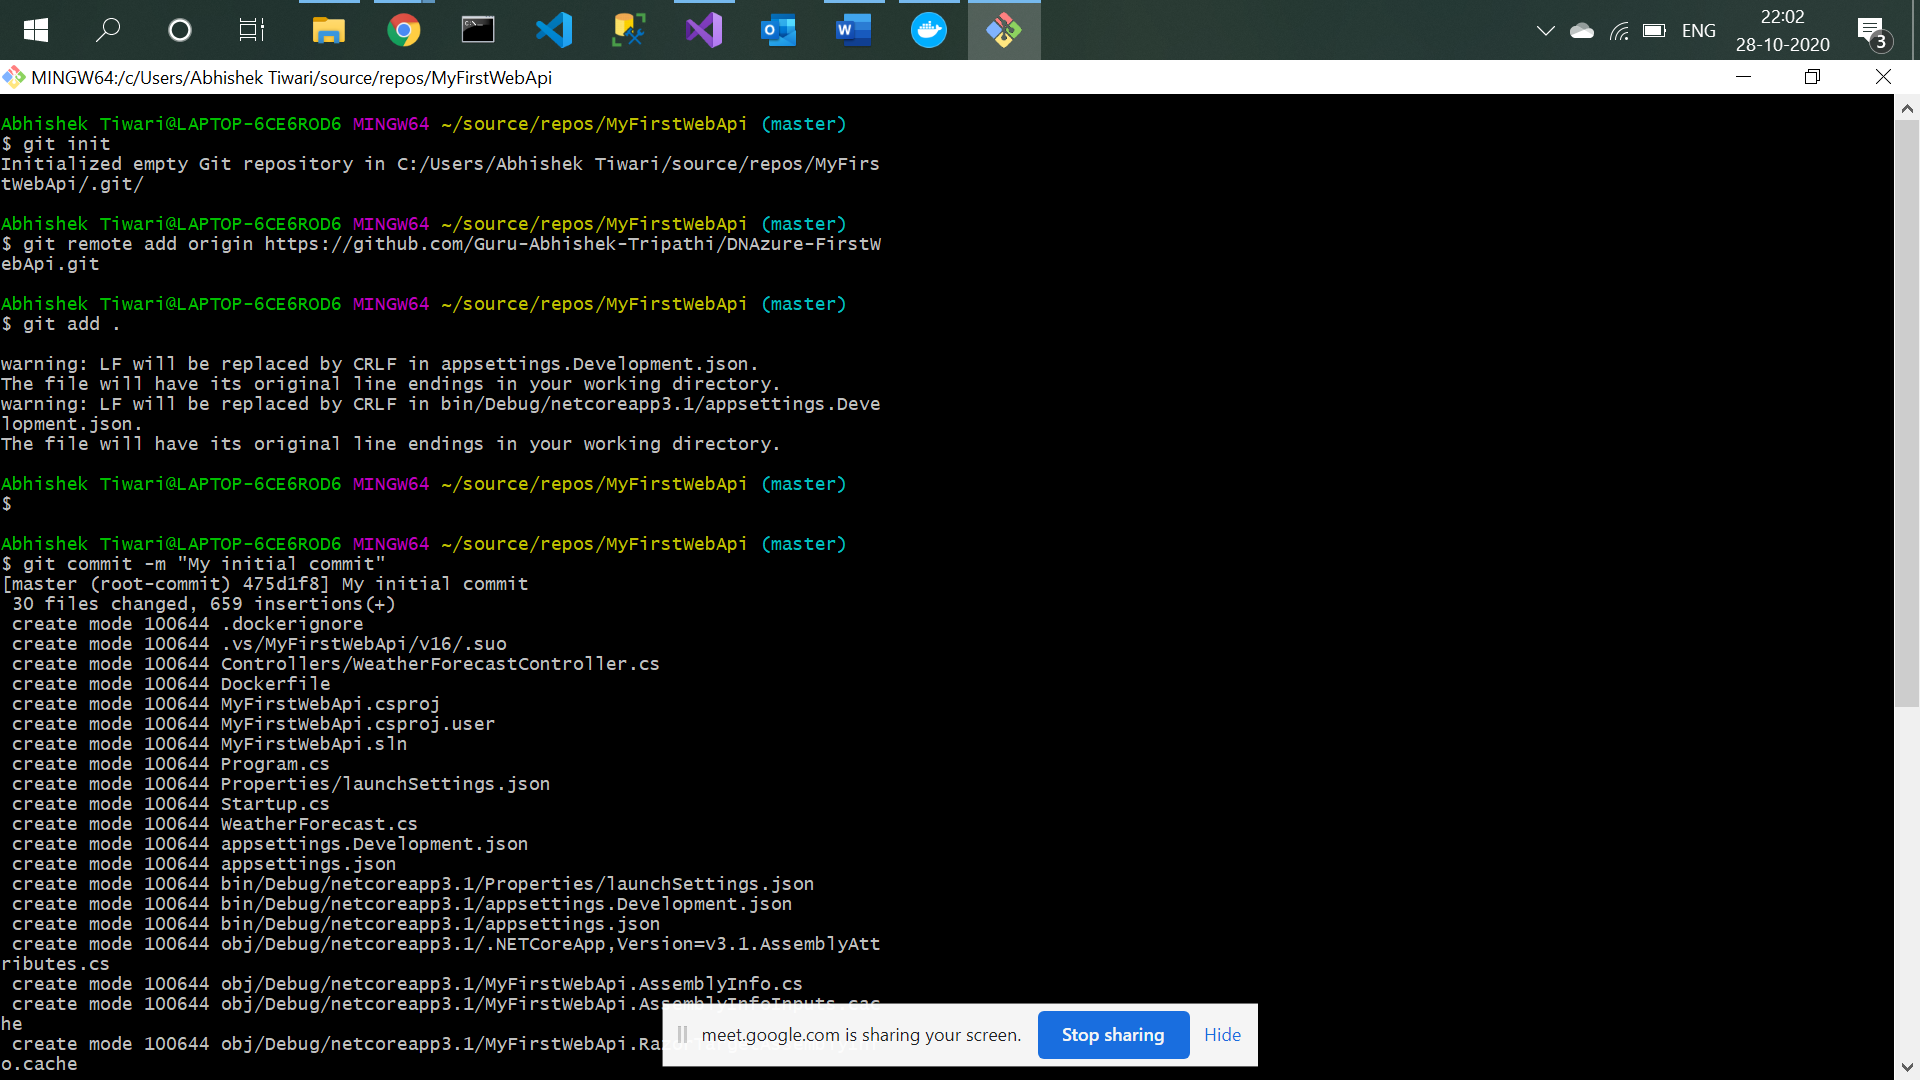 22:02
ENG
28-10-2020
3
MINGW64:/c/Users/Abhishek Tiwari/source/repos/MyFirstWebApi
Abhishek Tiwari@LAPTOP-6CE6ROD6 MINGW64 ~/source/repos/MyFirstWebApi (master)
$ git init
Initialized empty Git repository in C:/Users/Abhishek Tiwari/source/repos/MyFirs
tWebApi/.git/
Abhishek Tiwari@LAPTOP-6CE6ROD6 MINGW64 ~/source/repos/MyFirstWebApi (master)
$ git remote add origin https://github.com/Guru-Abhishek-Tripathi/DNAzure-FirstW
ebApi.git
Abhishek Tiwari@LAPTOP-6CE6ROD6 MINGW64 ~/source/repos/MyFirstWebApi (master)
$ git add .
warning: LF will be replaced by CRLF in appsettings.Development.json.
The file will have its original line endings in your working directory.
warning: LF will be replaced by CRLF in bin/Debug/netcoreapp3.1/appsettings.Deve
lopment.json.
The file will have its original line endings in your working directory.
Abhishek Tiwari@LAPTOP-6CE6ROD6 MINGW64 ~/source/repos/MyFirstWebApi (master)
$
Abhishek Tiwari@LAPTOP-6CE6ROD6 MINGW64 ~/source/repos/MyFirstWebApi (master)
$ git commit -m "My initial commit"
[master (root-commit) 475d1f8] My initial commit
30 files changed, 659 insertions(+)
create mode 100644 .dockerignore
create mode 100644 .vs/MyFirstWebApi/v16/.suo
create mode 100644 Controllers/WeatherForecastController.cs
create mode 100644 Dockerfile
create mode 100644 MyFirstWebApi.csproj
create mode 100644 MyFirstWebApi.csproj.user
create mode 100644 MyFirstWebApi.sln
create mode 100644 Program.cs
create mode 100644 Properties/launchSettings.json
create mode 100644 Startup.cs
create mode 100644 WeatherForecast.cs
create mode 100644 appsettings.Development.json
create mode 100644 appsettings.json
create mode 100644 bin/Debug/netcoreapp3.1/Properties/launchSettings.json
create mode 100644 bin/Debug/netcoreapp3.1/appsettings.Development.json
create mode 100644 bin/Debug/netcoreapp3.1/appsettings.json
create mode 100644 obj/Debug/netcoreapp3.1/.NETCoreApp,Version=v3.1.AssemblyAtt
ributes.cs
create mode 100644 obj/Debug/netcoreapp3.1/MyFirstWebApi.AssemblyInfo.cs
create mode 100644 obj/Debug/netcoreapp3.1/MyFirstWebApi.AssemblyInfoInputs.cac
he
create mode 100644 obj/Debug/netcoreapp3.1/MyFirstWebApi.Ra
o.cache
meet.google.com is sharing your screen.
Stop sharing
Hide